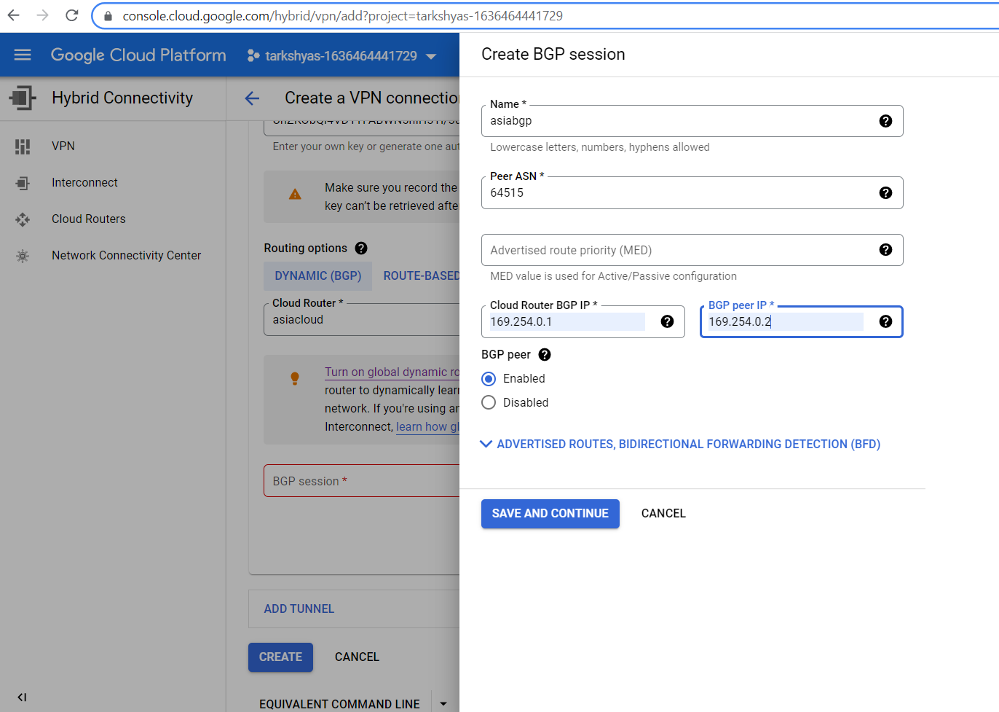 console.cloud.google.com/hybrid/vpn/add?project=tarkshyas-1636464441729
Google Cloud Platform
tarkshyas-1636464441729
Hybrid Connectivity
VPN
Interconnect
Cloud Routers
Network Connectivity Center
Create a VPN connection
Enter your own key or generate one aut
Make sure you record the
key can't be retrieved after
Routing options
DYNAMIC (BGP)
ROUTE-BASED
Cloud Router *
asiacloud
Turn on global dynamic ro
router to dynamically learn
network. If you're using an
Interconnect, learn how gl
BGP session *
ADD TUNNEL
CREATE
CANCEL
EQUIVALENT COMMAND LINE
Create BGP session
Name *
asiabgp
Lowercase letters, numbers, hyphens allowed
Peer ASN *
64515
Advertised route priority (MED)
MED value is used for Active/Passive configuration
Cloud Router BGP IP *
169.254.0.1
BGP peer IP *
169.254.0.2
BGP peer
Enabled
Disabled
ADVERTISED ROUTES, BIDIRECTIONAL FORWARDING DETECTION (BFD)
SAVE AND CONTINUE
CANCEL